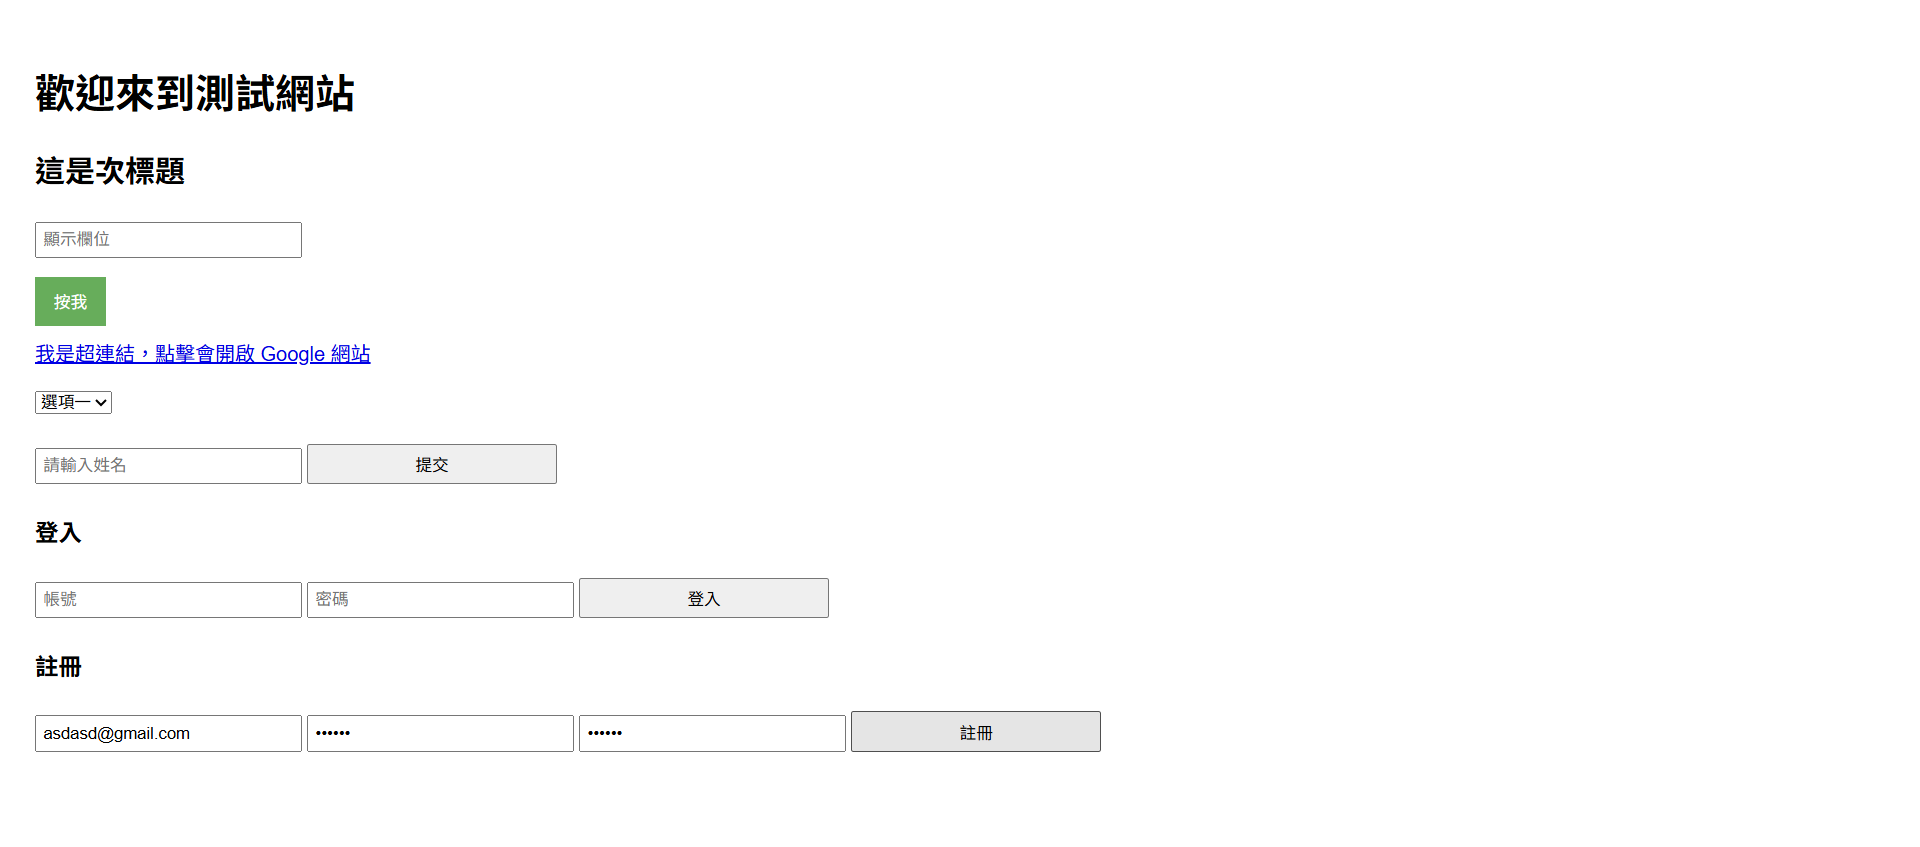 歡迎來到測試網站
這是次標題
顯示欄位
按我
我是超連結，點擊會開啟 Google 網站
選項一
請輸入姓名 提交
登入
帳號 密碼 登入
註冊
asdasd@gmail.com •••••• •••••• 註冊